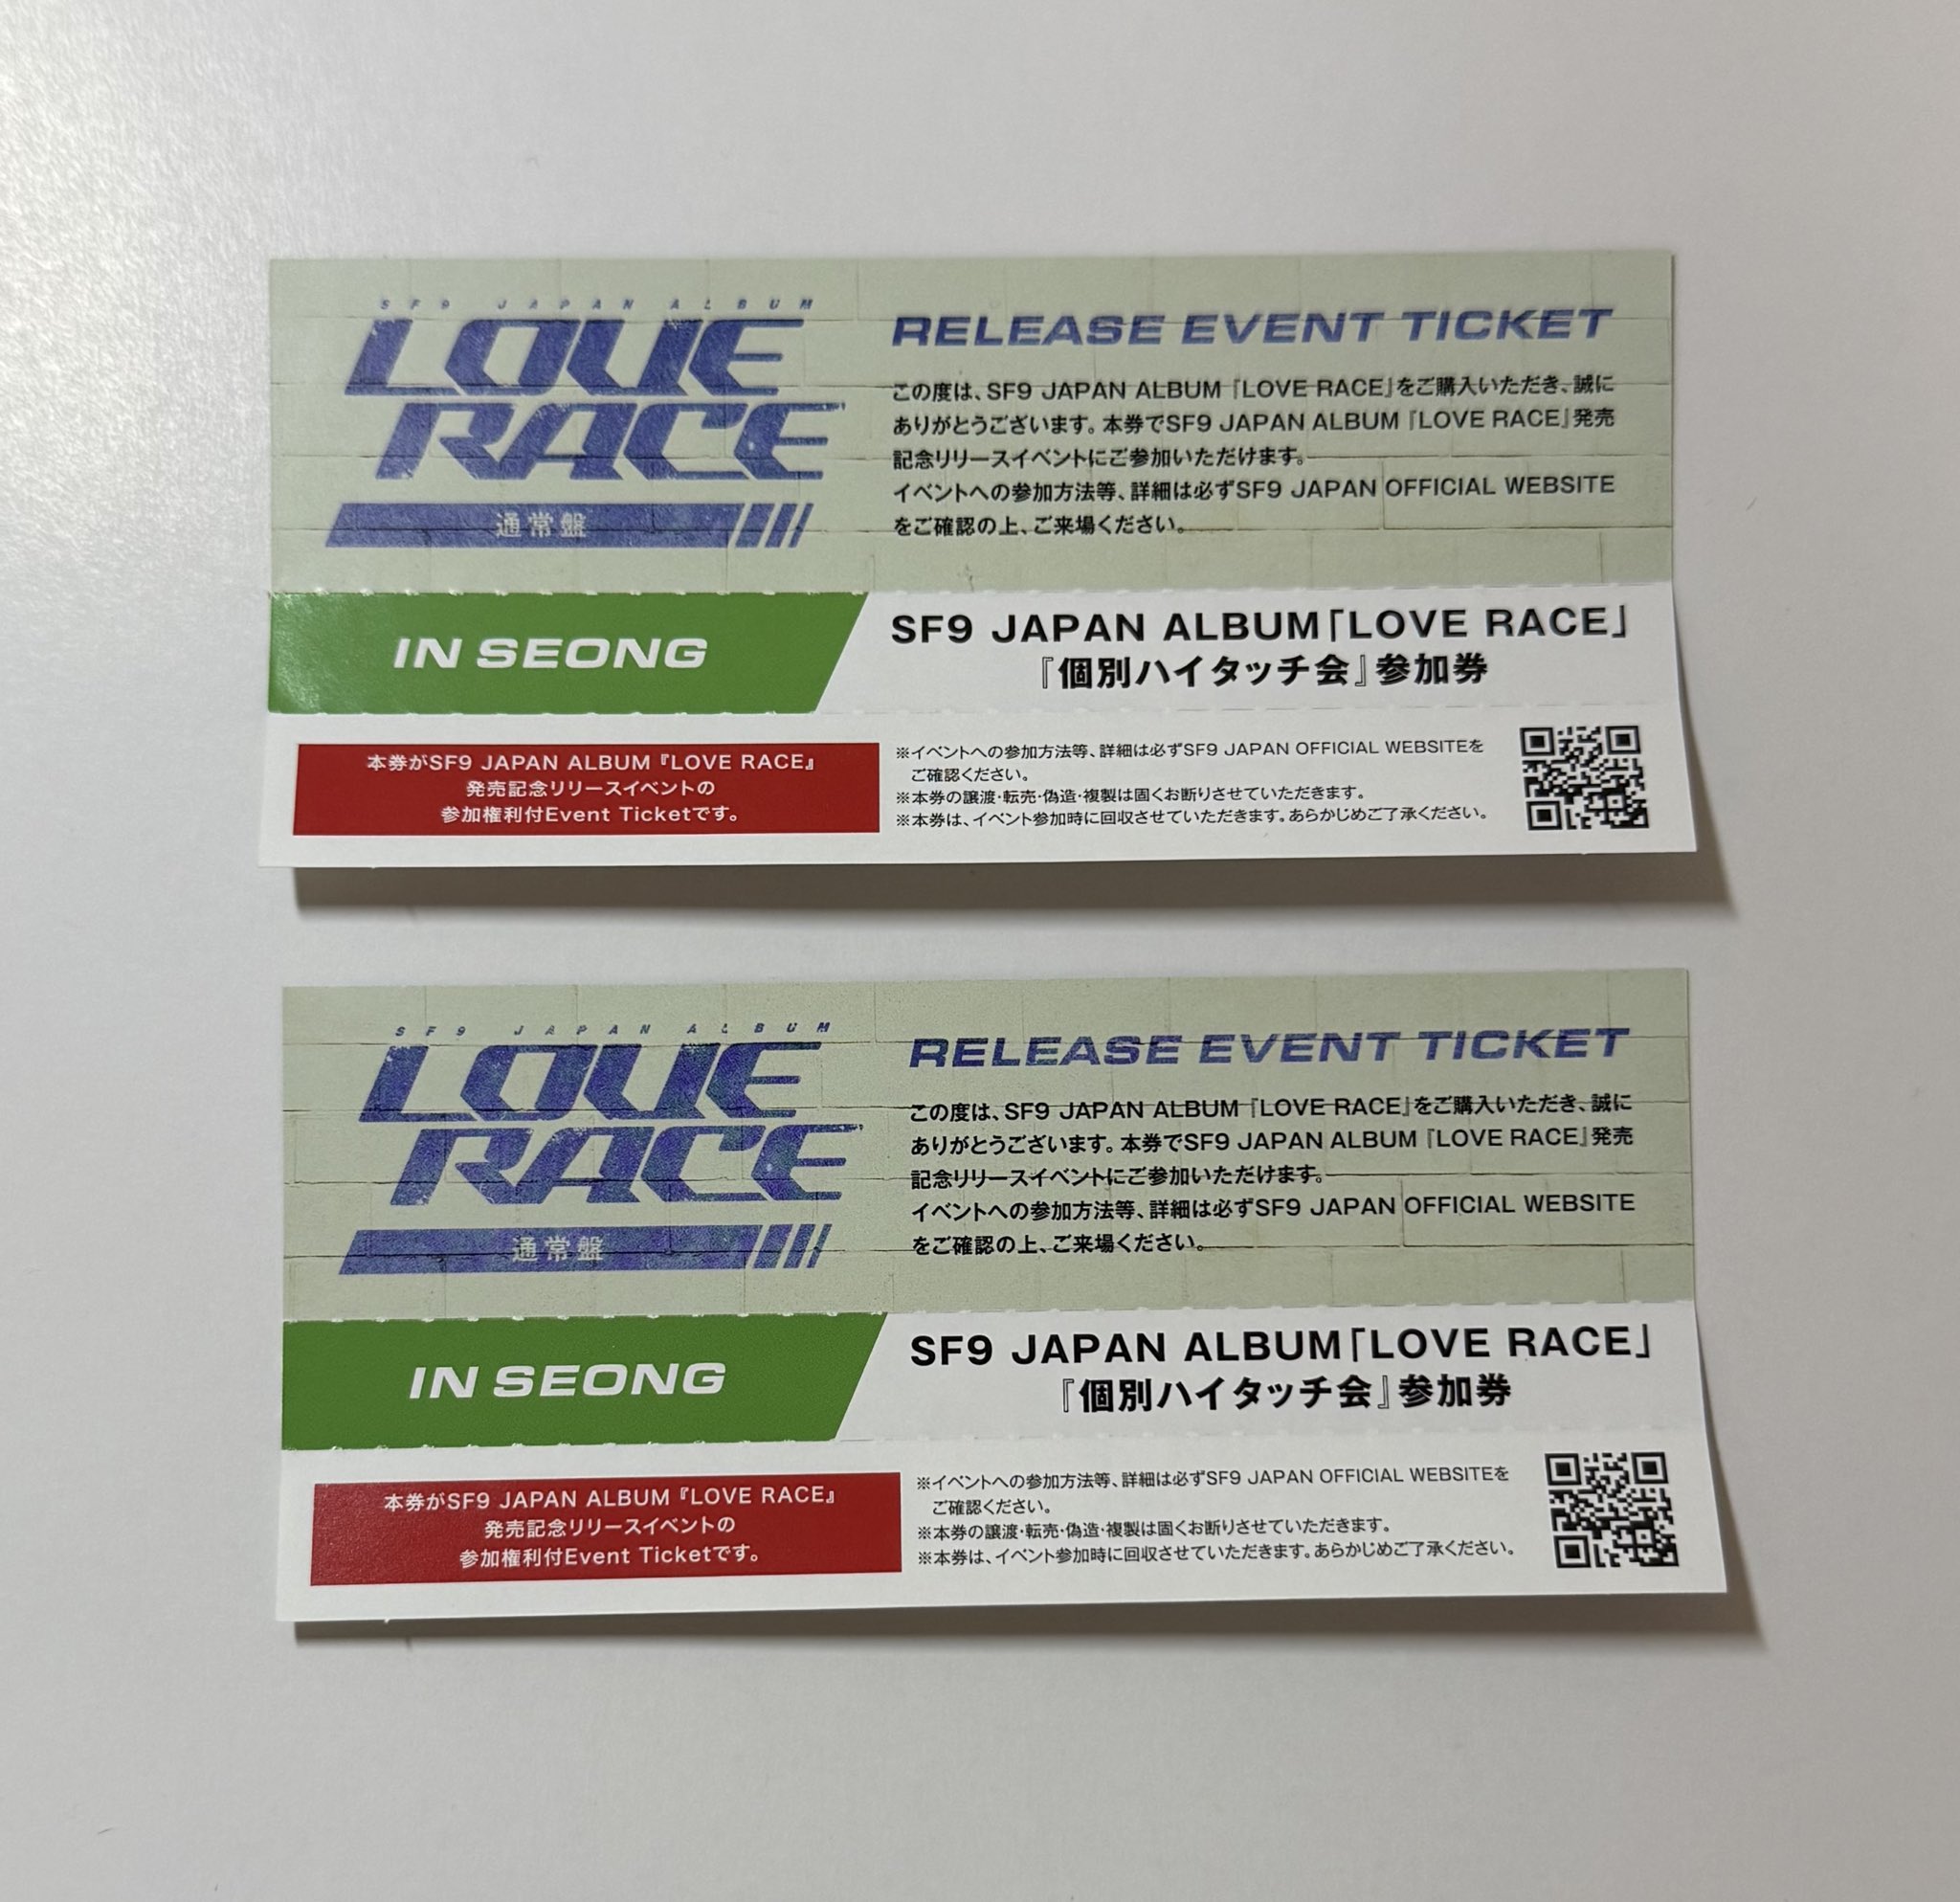 SF9 JAPAN ALBUM
LOVE
RACE
通常盤
RELEASE EVENT TICKET
この度は、SF9 JAPAN ALBUM『LOVE RACE』をご購入いただき、誠に
ありがとうございます。本券でSF9 JAPAN ALBUM『LOVE RACE』発売
記念リリースイベントにご参加いただけます。
イベントへの参加方法等、詳細は必ずSF9 JAPAN OFFICIAL WEBSITE
をご確認の上、ご来場ください。
IN SEONG
SF9 JAPAN ALBUM「LOVE RACE」
『個別ハイタッチ会』参加券
本券がSF9 JAPAN ALBUM『LOVE RACE』
発売記念リリースイベントの
参加権利付Event Ticketです。
※イベントへの参加方法等、詳細は必ずSF9 JAPAN OFFICIAL WEBSITEを
ご確認ください。
※本券の譲渡・転売・偽造・複製は固くお断りさせていただきます。
※本券は、イベント参加時に回収させていただきます。あらかじめご了承ください。
SF9 JAPAN ALBUM
LOVE
RACE
通常盤
RELEASE EVENT TICKET
この度は、SF9 JAPAN ALBUM『LOVE RACE』をご購入いただき、誠に
ありがとうございます。本券でSF9 JAPAN ALBUM『LOVE RACE』発売
記念リリースイベントにご参加いただけます。
イベントへの参加方法等、詳細は必ずSF9 JAPAN OFFICIAL WEBSITE
をご確認の上、ご来場ください。
IN SEONG
SF9 JAPAN ALBUM「LOVE RACE」
『個別ハイタッチ会』参加券
本券がSF9 JAPAN ALBUM『LOVE RACE』
発売記念リリースイベントの
参加権利付Event Ticketです。
※イベントへの参加方法等、詳細は必ずSF9 JAPAN OFFICIAL WEBSITEを
ご確認ください。
※本券の譲渡・転売・偽造・複製は固くお断りさせていただきます。
※本券は、イベント参加時に回収させていただきます。あらかじめご了承ください。